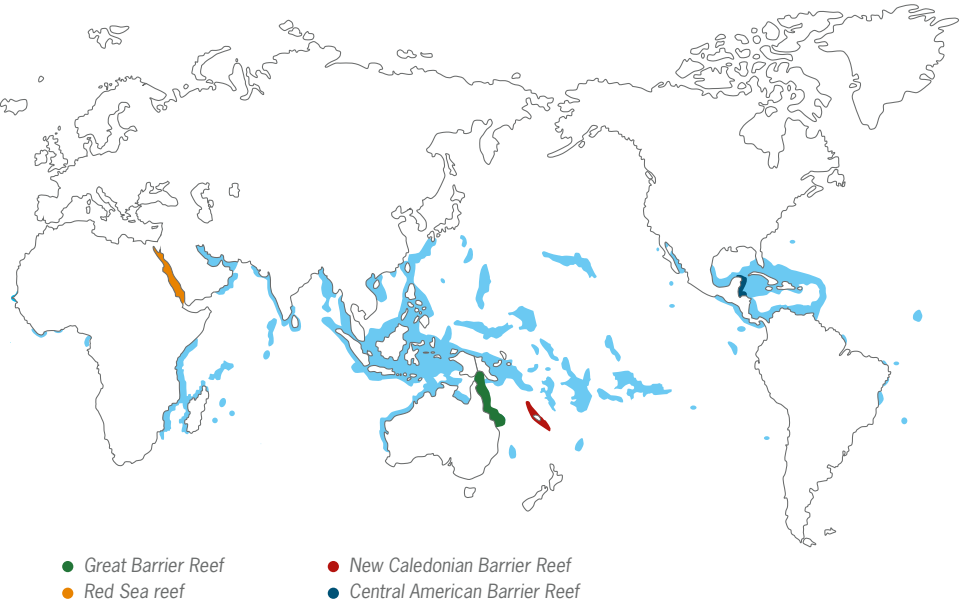 Great Barrier Reef
Red Sea reef
New Caledonian Barrier Reef
Central American Barrier Reef